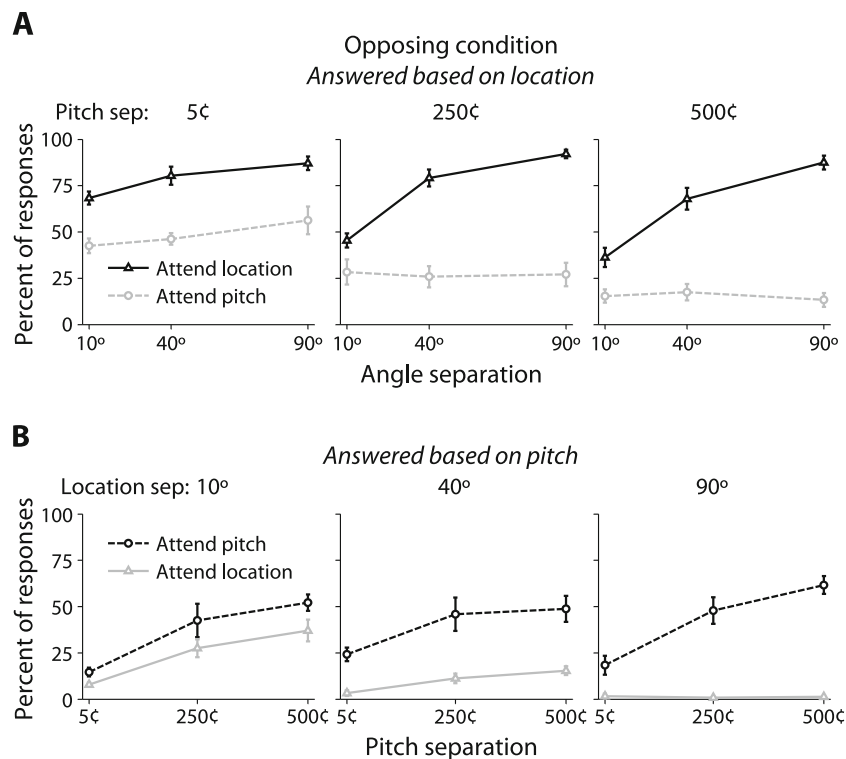 A
Opposing condition
Answered based on location
Pitch sep: 5¢ 250¢ 500¢
Percent of responses
100
75
50
25
0
Attend location
Attend pitch
10º 40º 90º 10º 40º 90º 10º 40º 90º
Angle separation
B
Answered based on pitch
Location sep: 10º 40º 90º
Percent of responses
100
75
50
25
0
Attend pitch
Attend location
5¢ 250¢ 500¢ 5¢ 250¢ 500¢ 5¢ 250¢ 500¢
Pitch separation